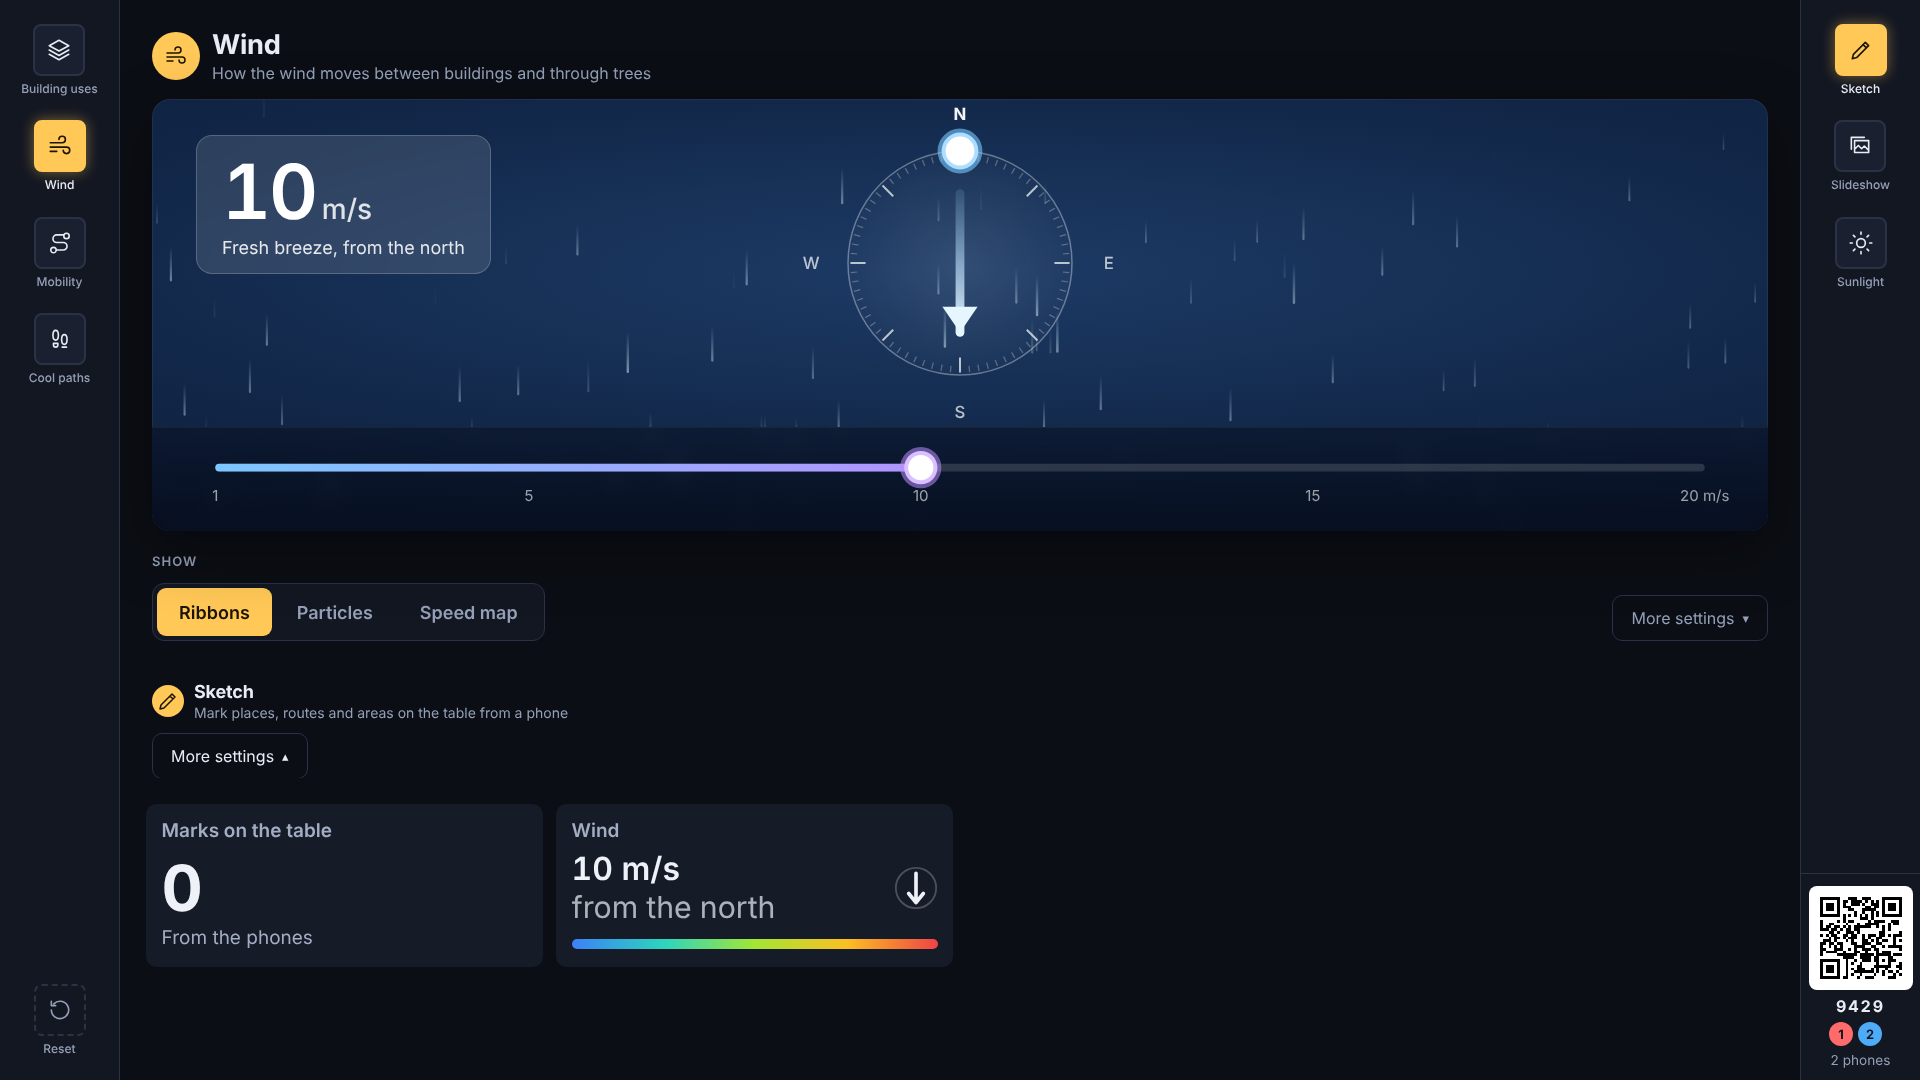 Building uses
Wind
Mobility
Cool paths
Reset
Wind
How the wind moves between buildings and through trees
10 m/s
Fresh breeze, from the north
N
W
E
S
1
5
10
15
20 m/s
SHOW
Ribbons
Particles
Speed map
More settings ▾
Sketch
Mark places, routes and areas on the table from a phone
More settings ▴
Marks on the table
0
From the phones
Wind
10 m/s
from the north
Sketch
Slideshow
Sunlight
9429
1 2
2 phones